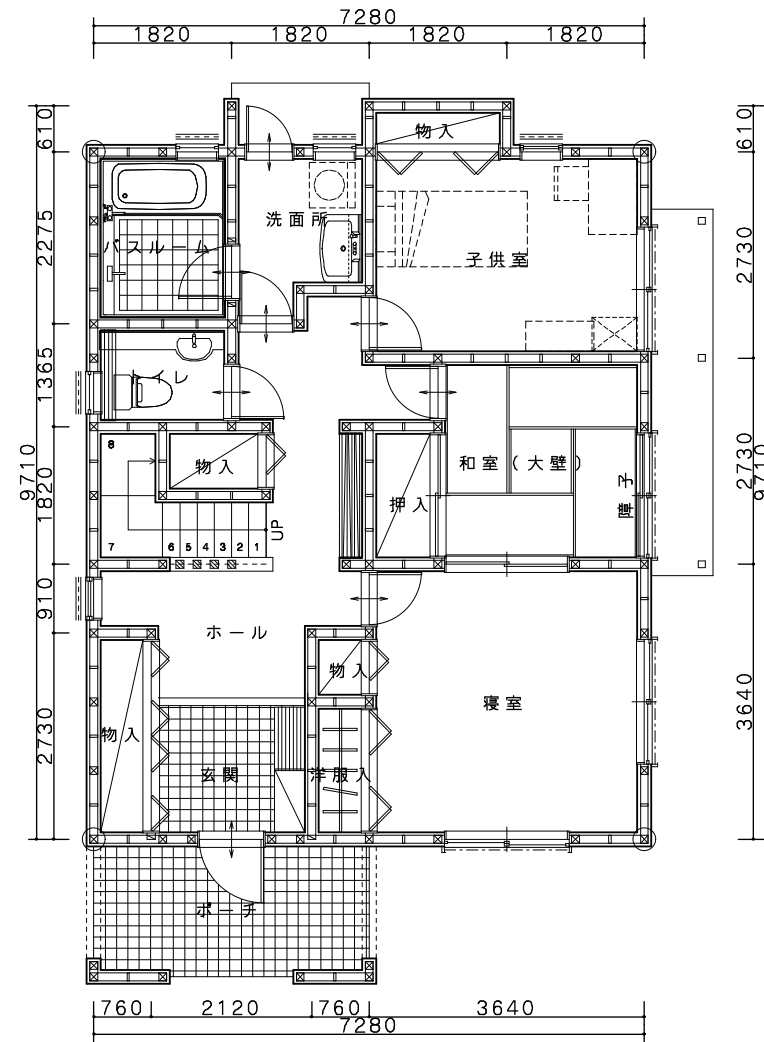 7280
1820 1820 1820 1820
610
物入
610
2275
洗面所
バスルーム
子供室
2730
1365
トイレ
9710
1820
8
物入
和室(大壁)
障子
2730
9710
押入
UP
7 6 5 4 3 2 1
910
ホール
物入
寝室
3640
2730
物入
玄関
洋服入
ポーチ
760 2120 760 3640
7280